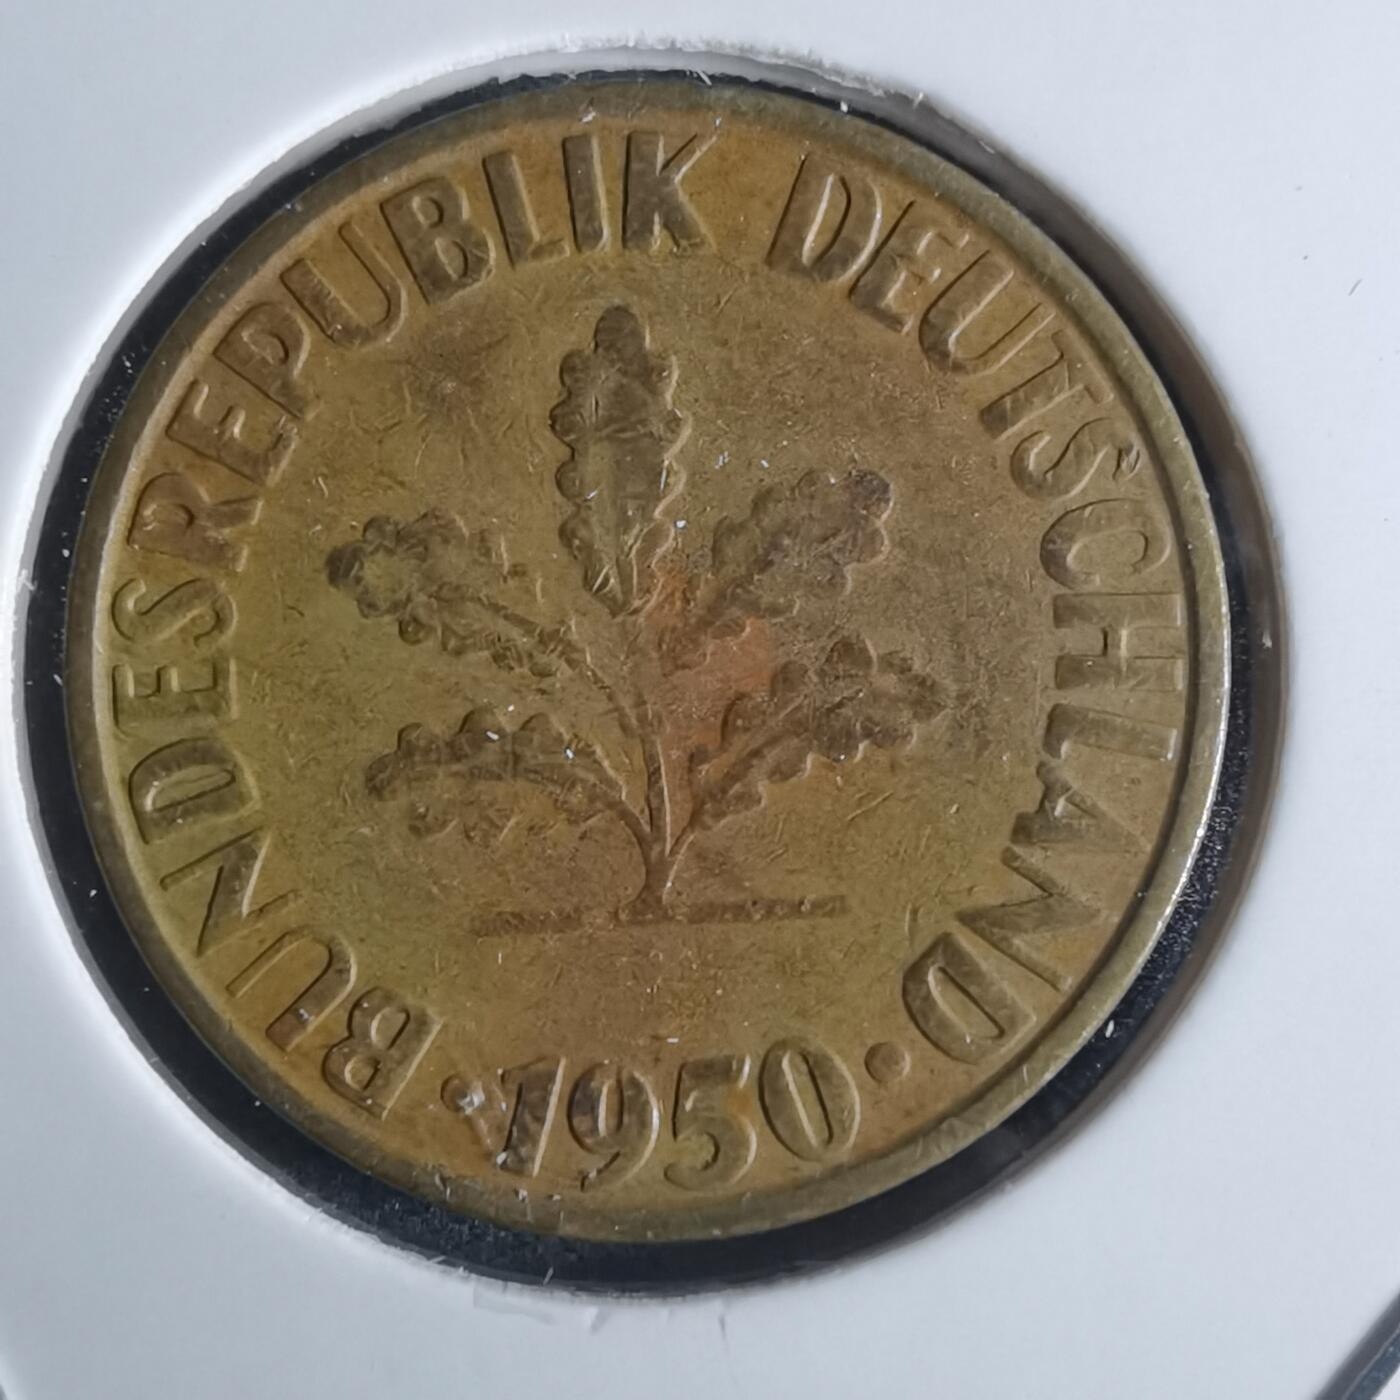 BUNDESREPUBLIK DEUTSCHLAND
· 1950 ·